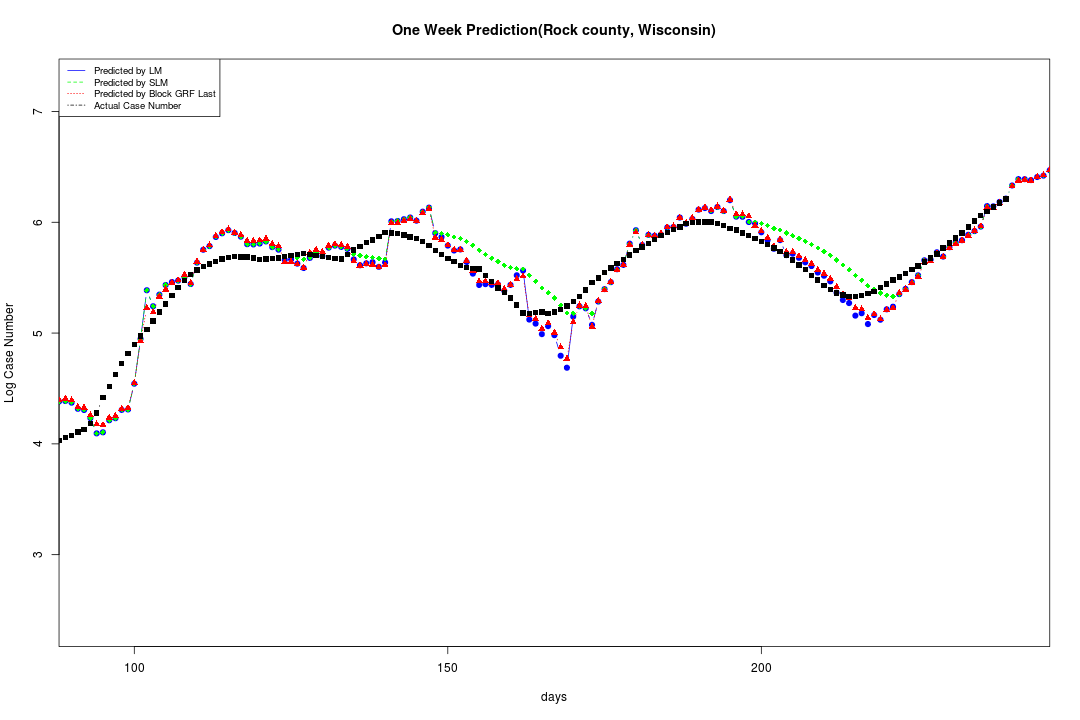 One Week Prediction(Rock county, Wisconsin)
Predicted by LM
Predicted by SLM
Predicted by Block GRF Last
Actual Case Number
7
6
5
4
3
Log Case Number
100 150 200
days